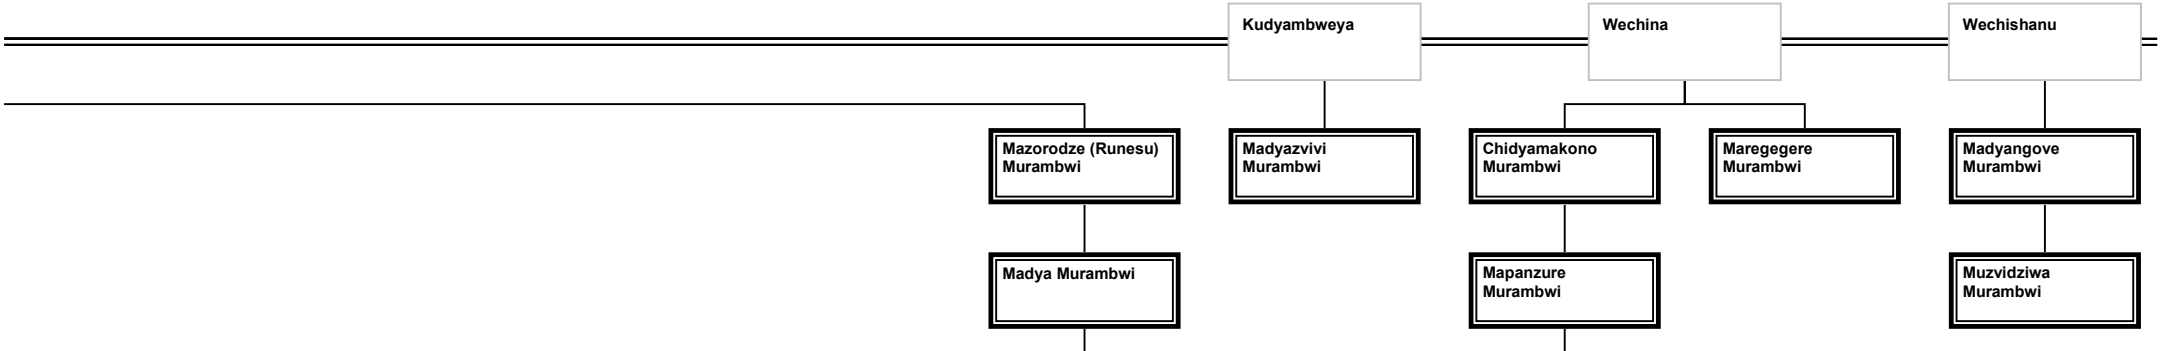 Kudyambweya
Wechina
Wechishanu
Mazorodze (Runesu)
Murambwi
Madyazvivi
Murambwi
Chidyamakono
Murambwi
Maregegere
Murambwi
Madyangove
Murambwi
Madya Murambwi
Mapanzure
Murambwi
Muzvidziwa
Murambwi